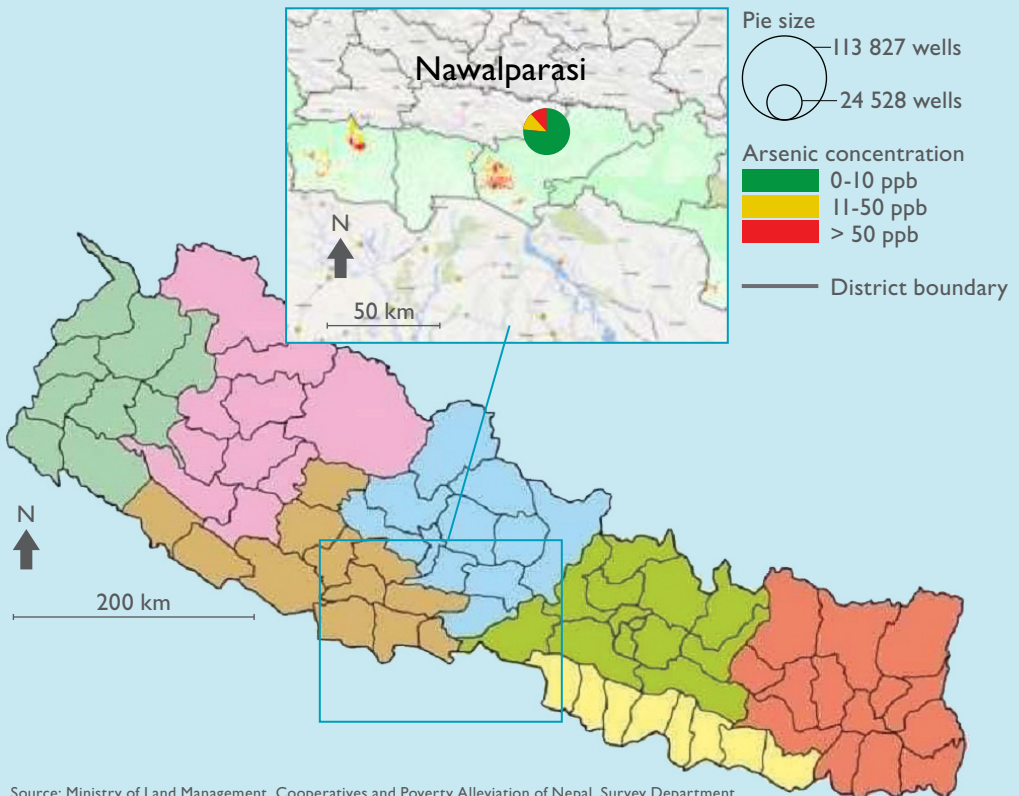 Nawalparasi
N
50 km
Pie size
113 827 wells
24 528 wells
Arsenic concentration
0-10 ppb
11-50 ppb
> 50 ppb
District boundary
N
200 km
Source: Ministry of Land Management, Cooperatives and Poverty Alleviation of Nepal, Survey Department